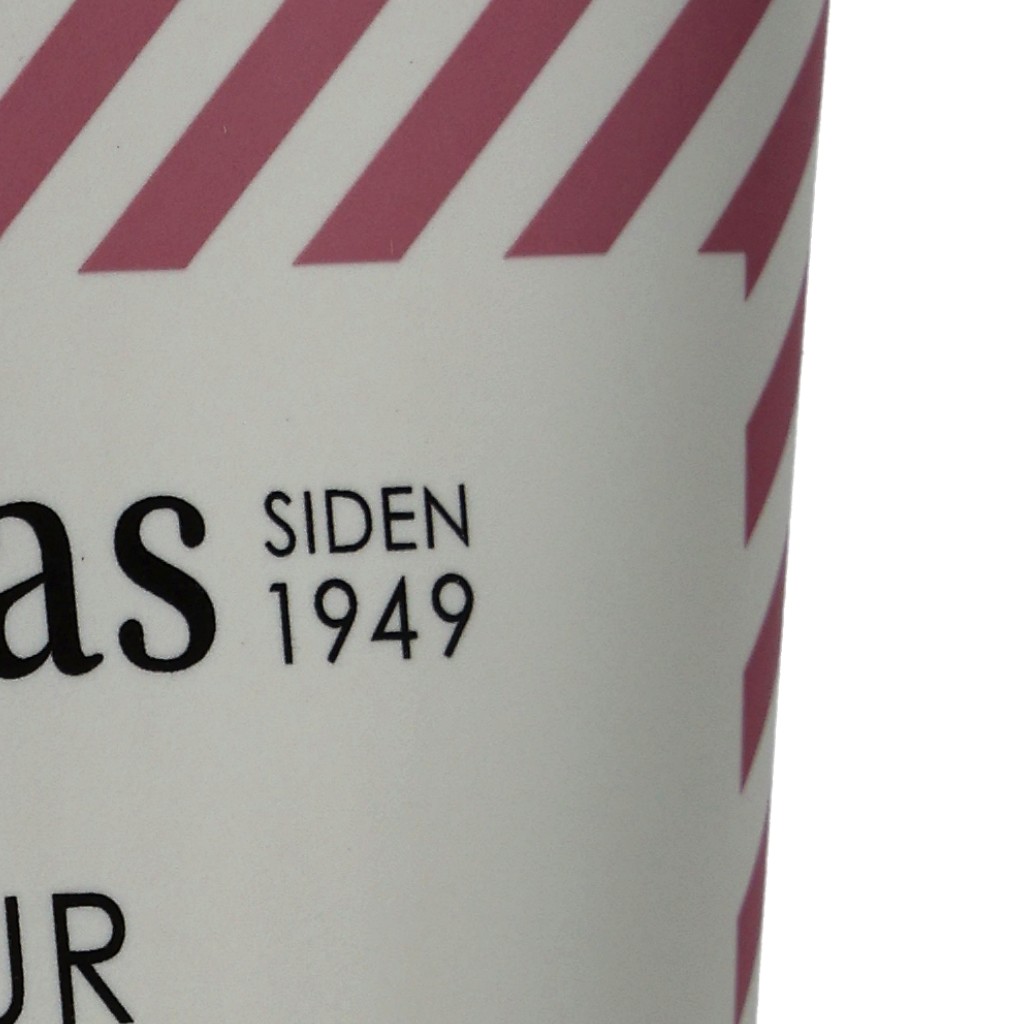 as SIDEN
1949
UR